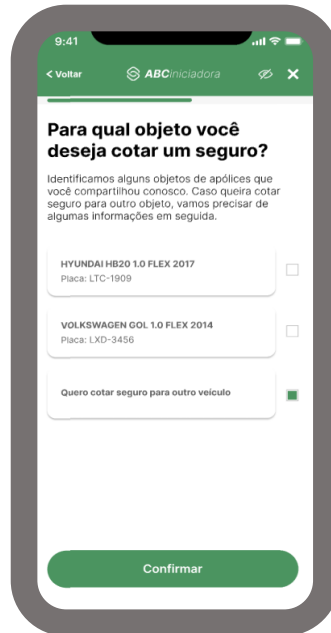 9:41
< Voltar
ABCiniciadora
Para qual objeto você
deseja cotar um seguro?
Identificamos alguns objetos de apólices que
você compartilhou conosco. Caso queira cotar
seguro para outro objeto, vamos precisar de
algumas informações em seguida.
HYUNDAI HB20 1.0 FLEX 2017
Placa: LTC-1909
VOLKSWAGEN GOL 1.0 FLEX 2014
Placa: LXD-3456
Quero cotar seguro para outro veículo
Confirmar